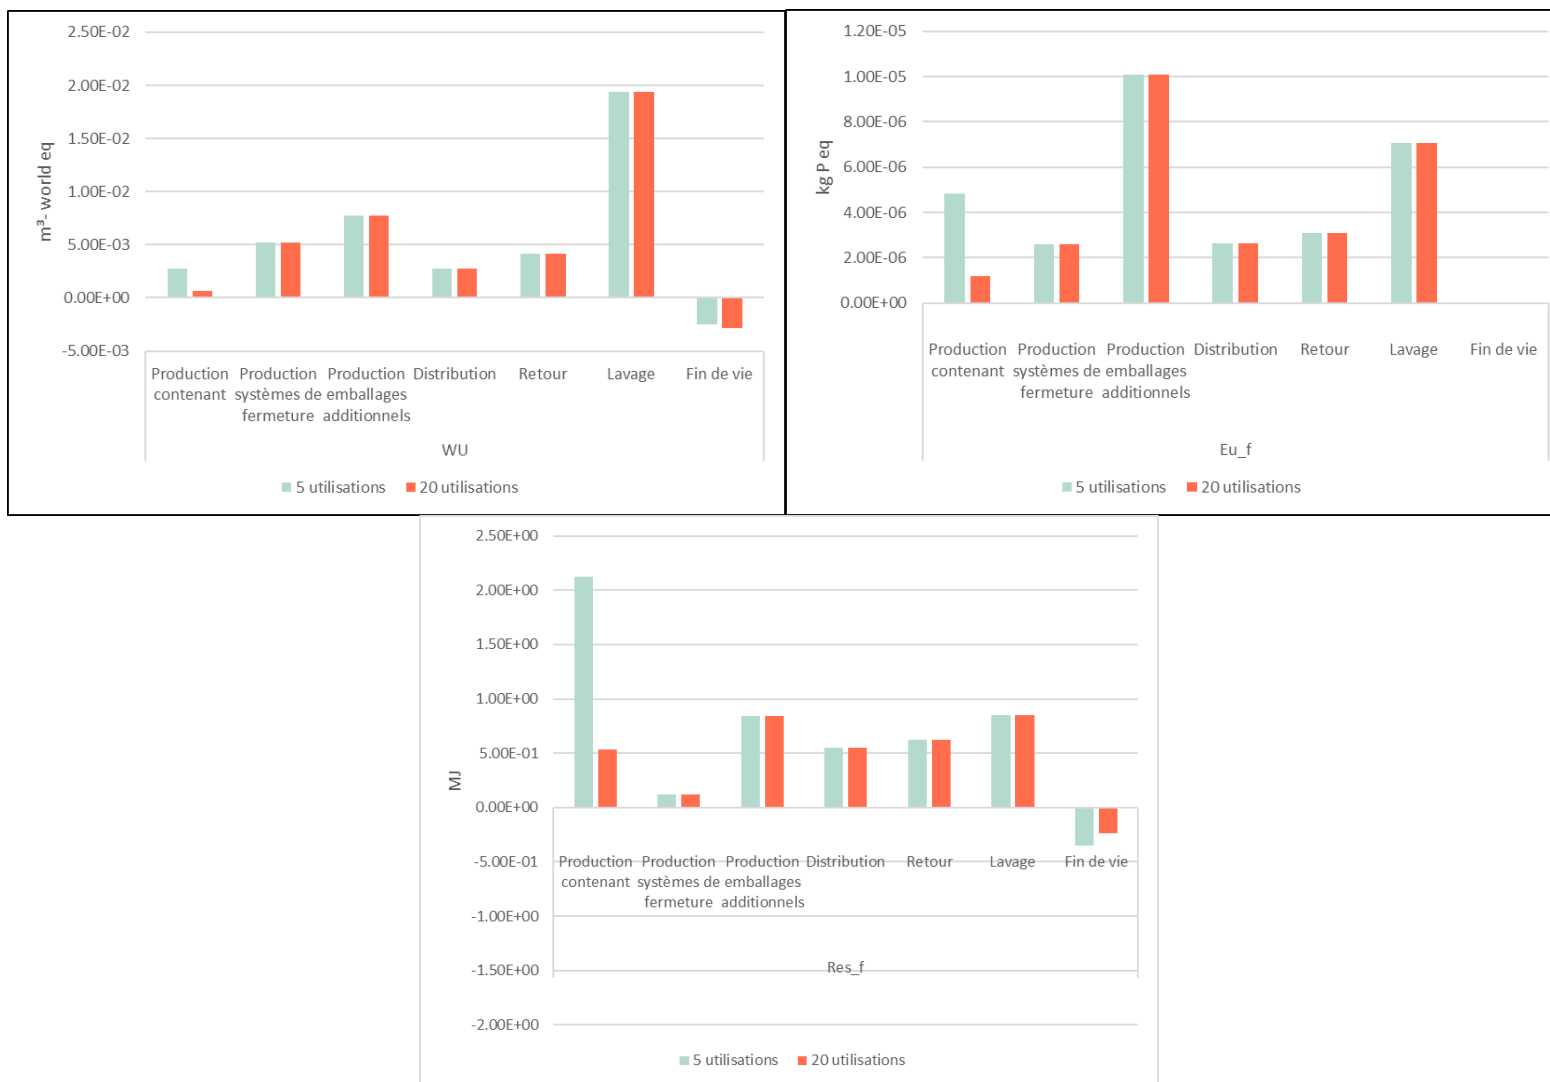 2.50E-02
2.00E-02
1.50E-02
1.00E-02
5.00E-03
0.00E+00
-5.00E-03
m³- world eq
Production Production Production Distribution Retour Lavage Fin de vie
contenant systèmes de emballages
fermeture additionnels
WU
5 utilisations 20 utilisations
1.20E-05
1.00E-05
8.00E-06
6.00E-06
4.00E-06
2.00E-06
0.00E+00
kg P eq
Production Production Production Distribution Retour Lavage Fin de vie
contenant systèmes de emballages
fermeture additionnels
Eu_f
5 utilisations 20 utilisations
2.50E+00
2.00E+00
1.50E+00
1.00E+00
5.00E-01
0.00E+00
-5.00E-01
-1.00E+00
-1.50E+00
-2.00E+00
MJ
Production Production Production Distribution Retour Lavage Fin de vie
contenant systèmes de emballages
fermeture additionnels
Res_f
5 utilisations 20 utilisations